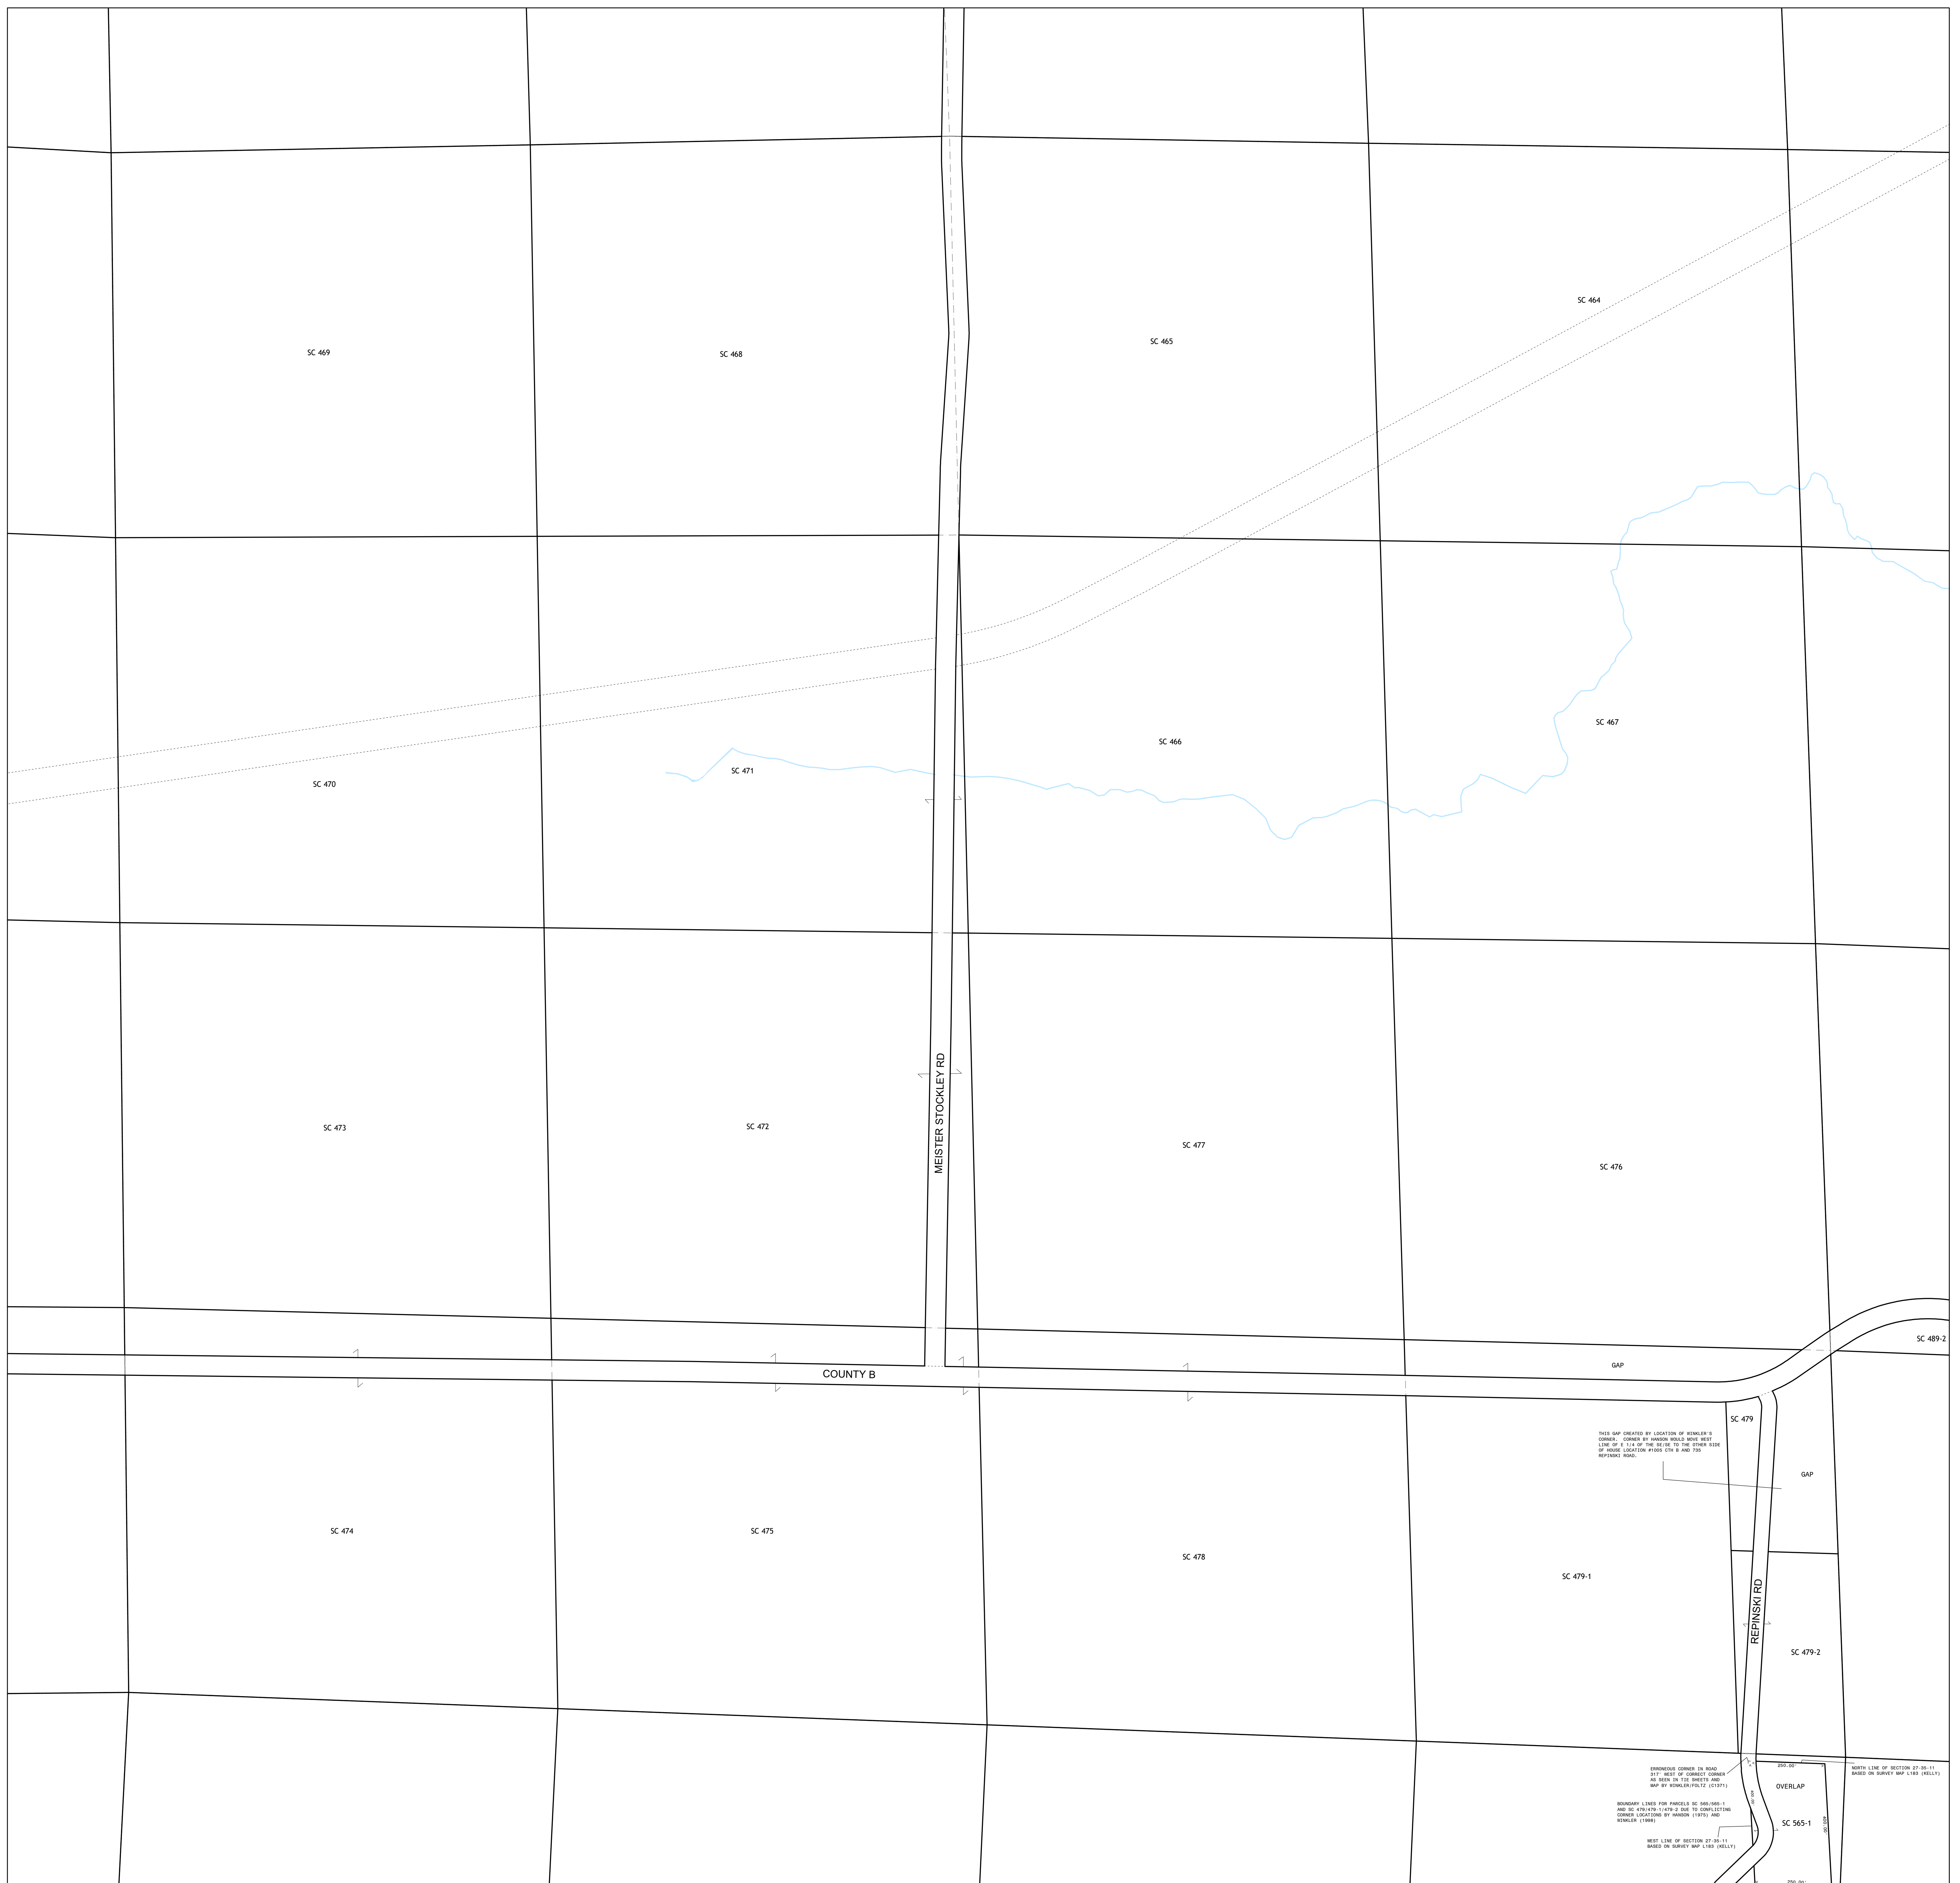 SC 464
SC 465
SC 469
SC 468
SC 467
SC 466
SC 471
SC 470
MEISTER STOCKLEY RD
SC 473
SC 472
SC 477
SC 476
SC 489-2
GAP
COUNTY B
SC 479
THIS GAP CREATED BY LOCATION OF WINKLER'S
CORNER. CORNER BY HANSON WOULD MOVE WEST
LINE OF E 1/4 OF THE SE/SE TO THE OTHER SIDE
OF HOUSE LOCATION #1005 CTH B AND 735
REPINSKI ROAD.
GAP
SC 474
SC 475
SC 478
SC 479-1
REPINSKI RD
SC 479-2
ERRONEOUS CORNER IN ROAD
317' WEST OF CORRECT CORNER
AS SEEN IN TIE SHEETS AND
MAP BY WINKLER/FOLTZ (C1371)
250.00'
NORTH LINE OF SECTION 27-35-11
BASED ON SURVEY MAP L183 (KELLY)
OVERLAP
400.00'
BOUNDARY LINES FOR PARCELS SC 565/565-1
AND SC 479/479-1/479-2 DUE TO CONFLICTING
CORNER LOCATIONS BY HANSON (1975) AND
WINKLER (1998)
SC 565-1
400.00'
WEST LINE OF SECTION 27-35-11
BASED ON SURVEY MAP L183 (KELLY)
250.00'